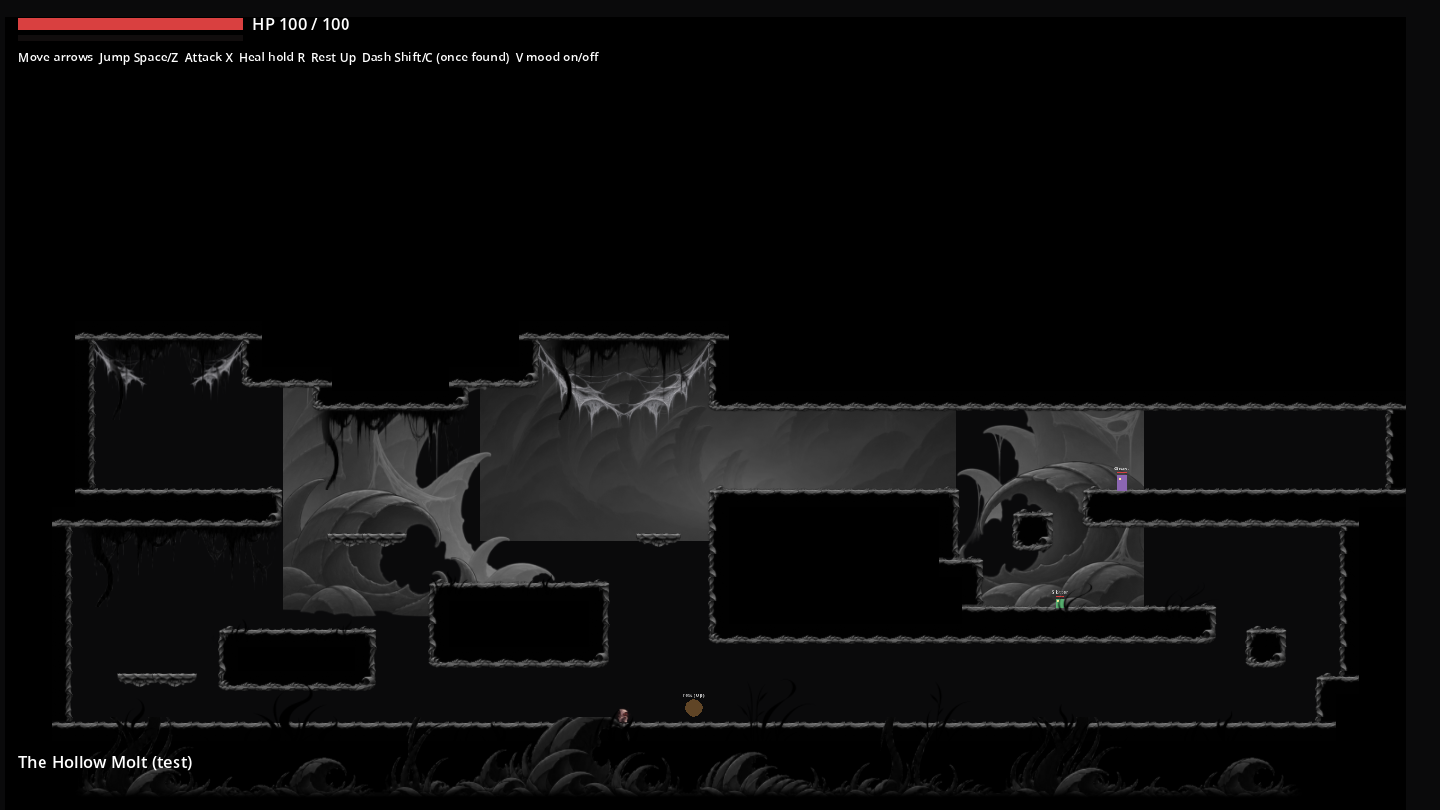 HP 100 / 100
Move arrows Jump Space/Z Attack X Heal hold R Rest Up Dash Shift/C (once found) V mood on/off
The Hollow Molt (test)